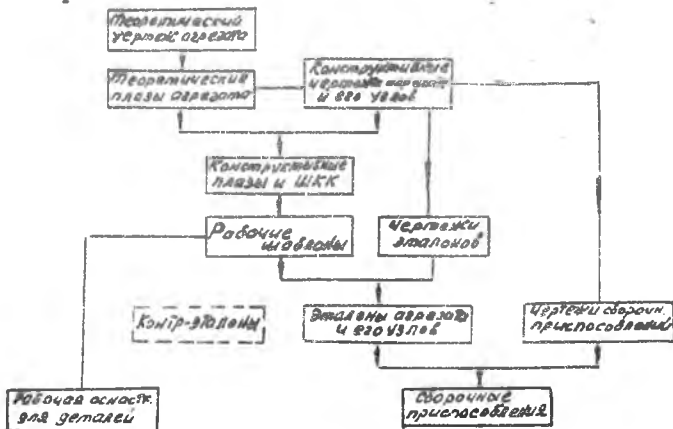 Теоретический
чертеж агрегата
Теоретические
плазы агрегата
Конструктивные
чертежи агрегата
и его узлов
Конструктивные
плазы и ШКК
Рабочие
шаблоны
Чертежи
эталонов
Контр-эталоны
Эталоны агрегата
и его узлов
Чертежи сборочн.
приспособлений
Рабочая оснастк.
для деталей
Сборочные
приспособления